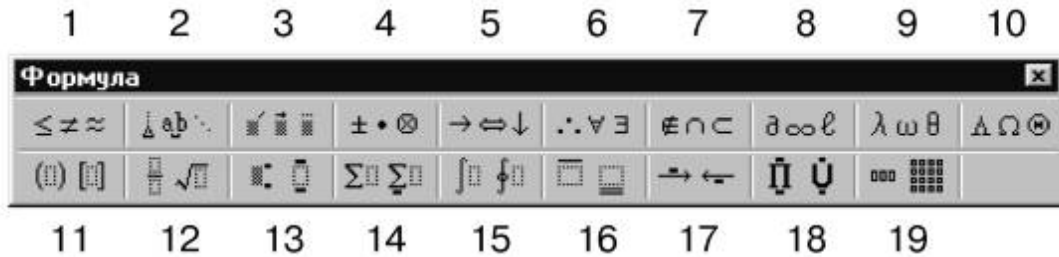 1 2 3 4 5 6 7 8 9 10
Формула
≤ ≠ ≈ ab ± • ⊗ → ⇔ ↓ ∴ ∀ ∃ ∉ ∩ ⊂ ∂ ∞ ℓ λ ω θ Λ Ω Θ
( ) [ ] √ Σ Σ ∫ ∮ → ← Π Ụ̇
11 12 13 14 15 16 17 18 19